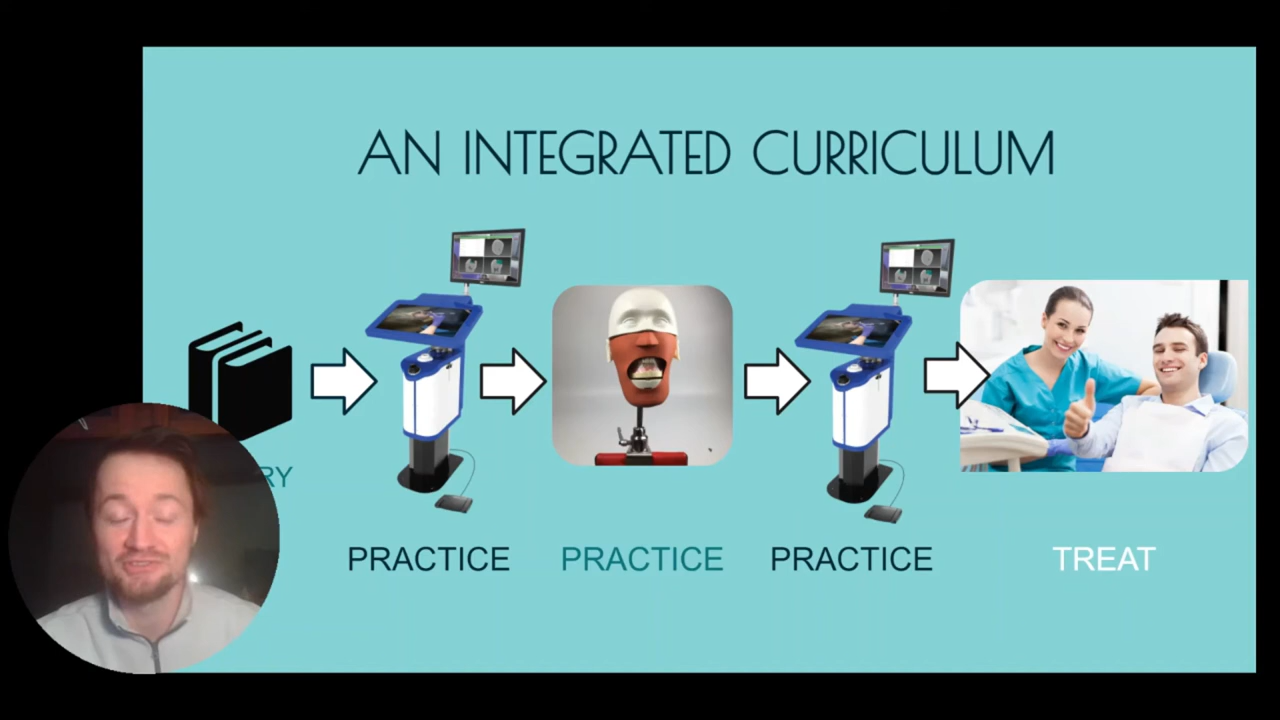 AN INTEGRATED CURRICULUM
PRACTICE
PRACTICE
PRACTICE
TREAT